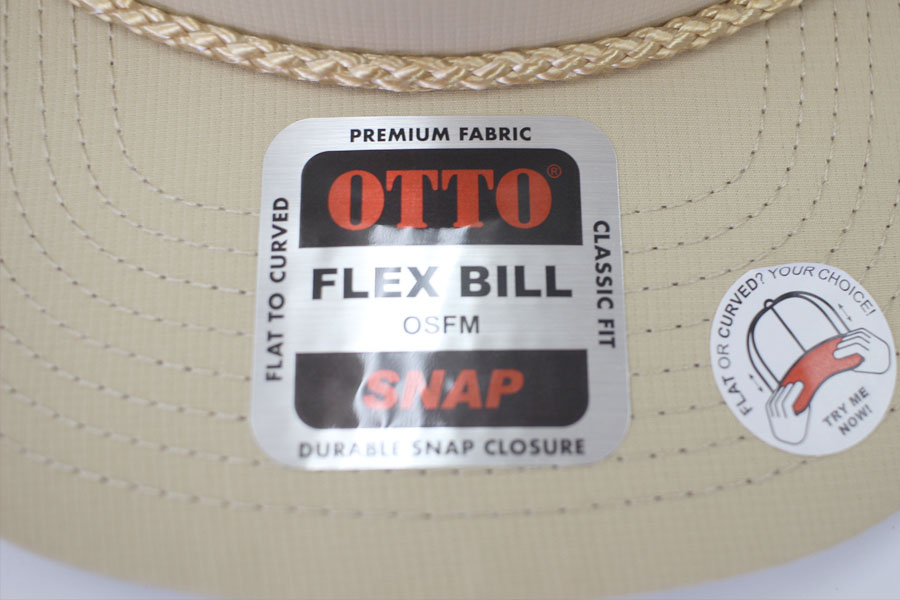 PREMIUM FABRIC
OTTO®
FLAT TO CURVED
FLEX BILL
CLASSIC FIT
OSFM
SNAP
DURABLE SNAP CLOSURE
FLAT OR CURVED? YOUR CHOICE!
TRY ME
NOW!